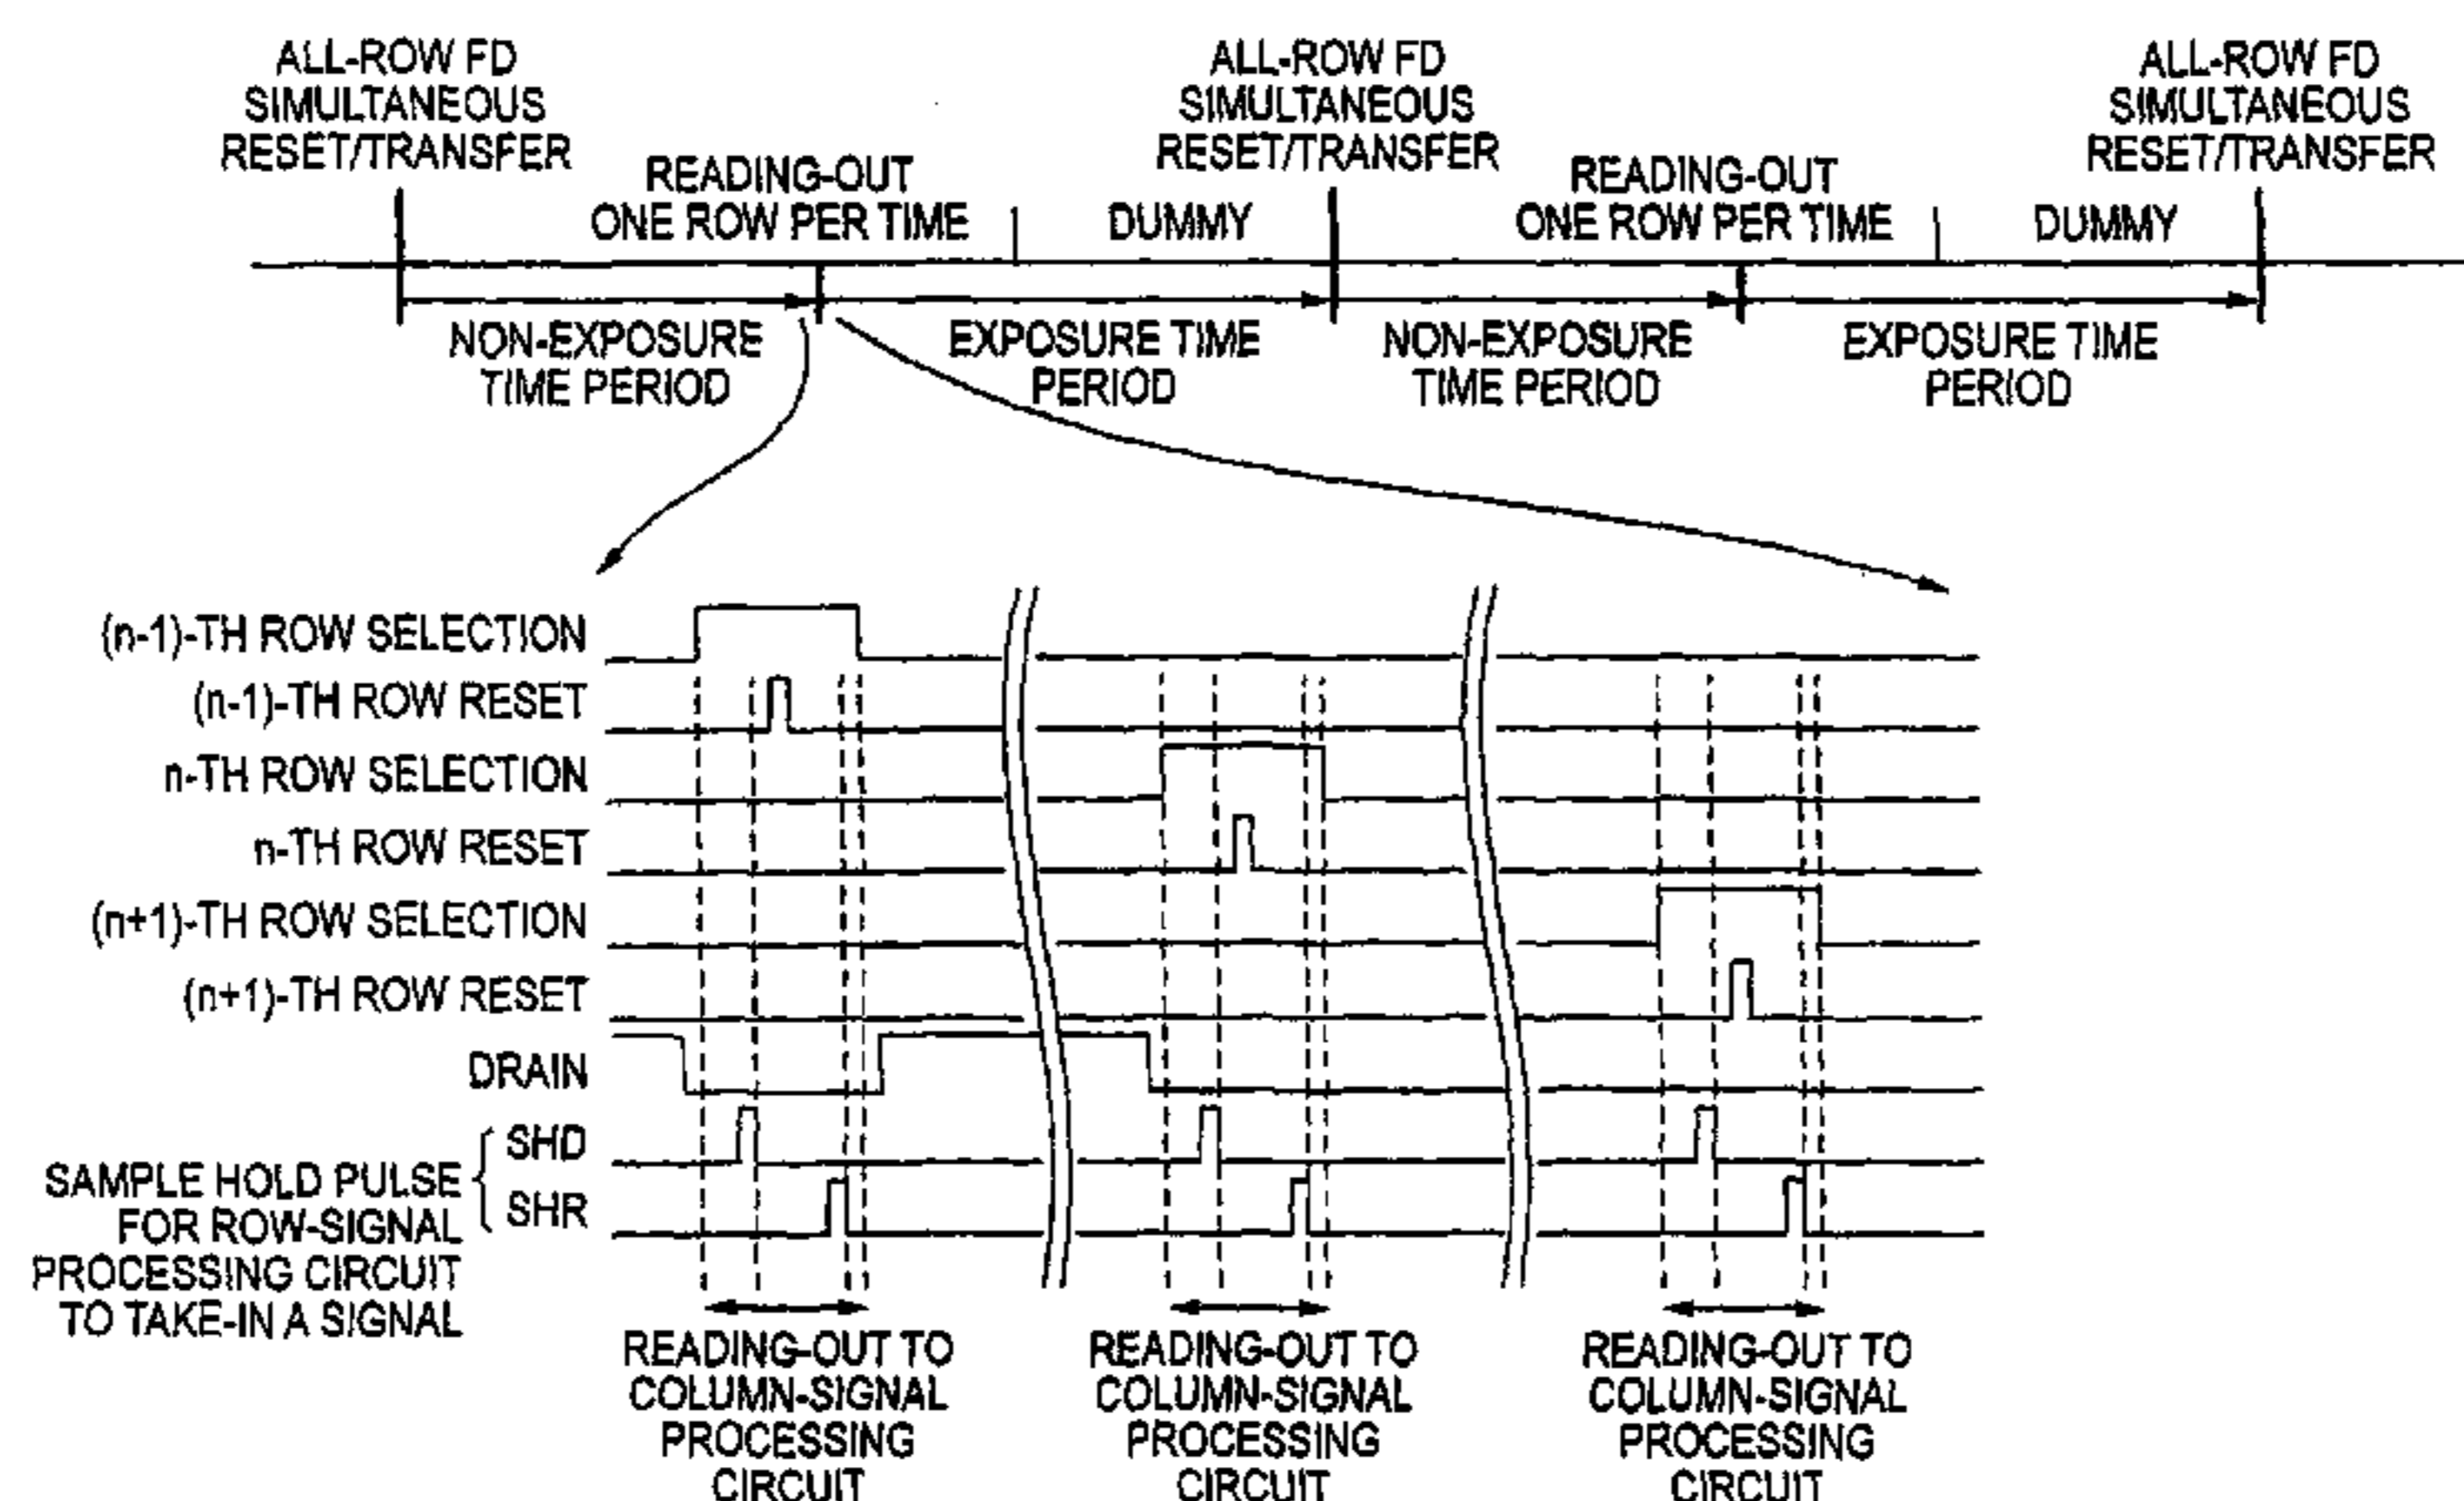 ALL-ROW FD
SIMULTANEOUS
RESET/TRANSFER
ALL-ROW FD
SIMULTANEOUS
RESET/TRANSFER
ALL-ROW FD
SIMULTANEOUS
RESET/TRANSFER
READING-OUT
ONE ROW PER TIME
DUMMY
READING-OUT
ONE ROW PER TIME
DUMMY
NON-EXPOSURE
TIME PERIOD
EXPOSURE TIME
PERIOD
NON-EXPOSURE
TIME PERIOD
EXPOSURE TIME
PERIOD
(n-1)-TH ROW SELECTION
(n-1)-TH ROW RESET
n-TH ROW SELECTION
n-TH ROW RESET
(n+1)-TH ROW SELECTION
(n+1)-TH ROW RESET
DRAIN
SHD
SHR
SAMPLE HOLD PULSE
FOR ROW-SIGNAL
PROCESSING CIRCUIT
TO TAKE-IN A SIGNAL
READING-OUT TO
COLUMN-SIGNAL
PROCESSING
CIRCUIT
READING-OUT TO
COLUMN-SIGNAL
PROCESSING
CIRCUIT
READING-OUT TO
COLUMN-SIGNAL
PROCESSING
CIRCUIT